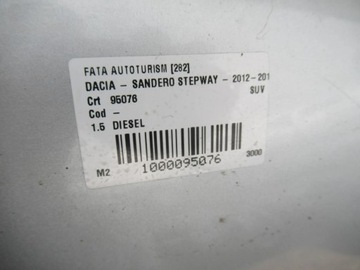 FATA AUTOTURISM [282]
DACIA - SANDERO STEPWAY - 2012-201
Crt 95076 SUV
Cod -
1.5 DIESEL
M2 1000095076 3000